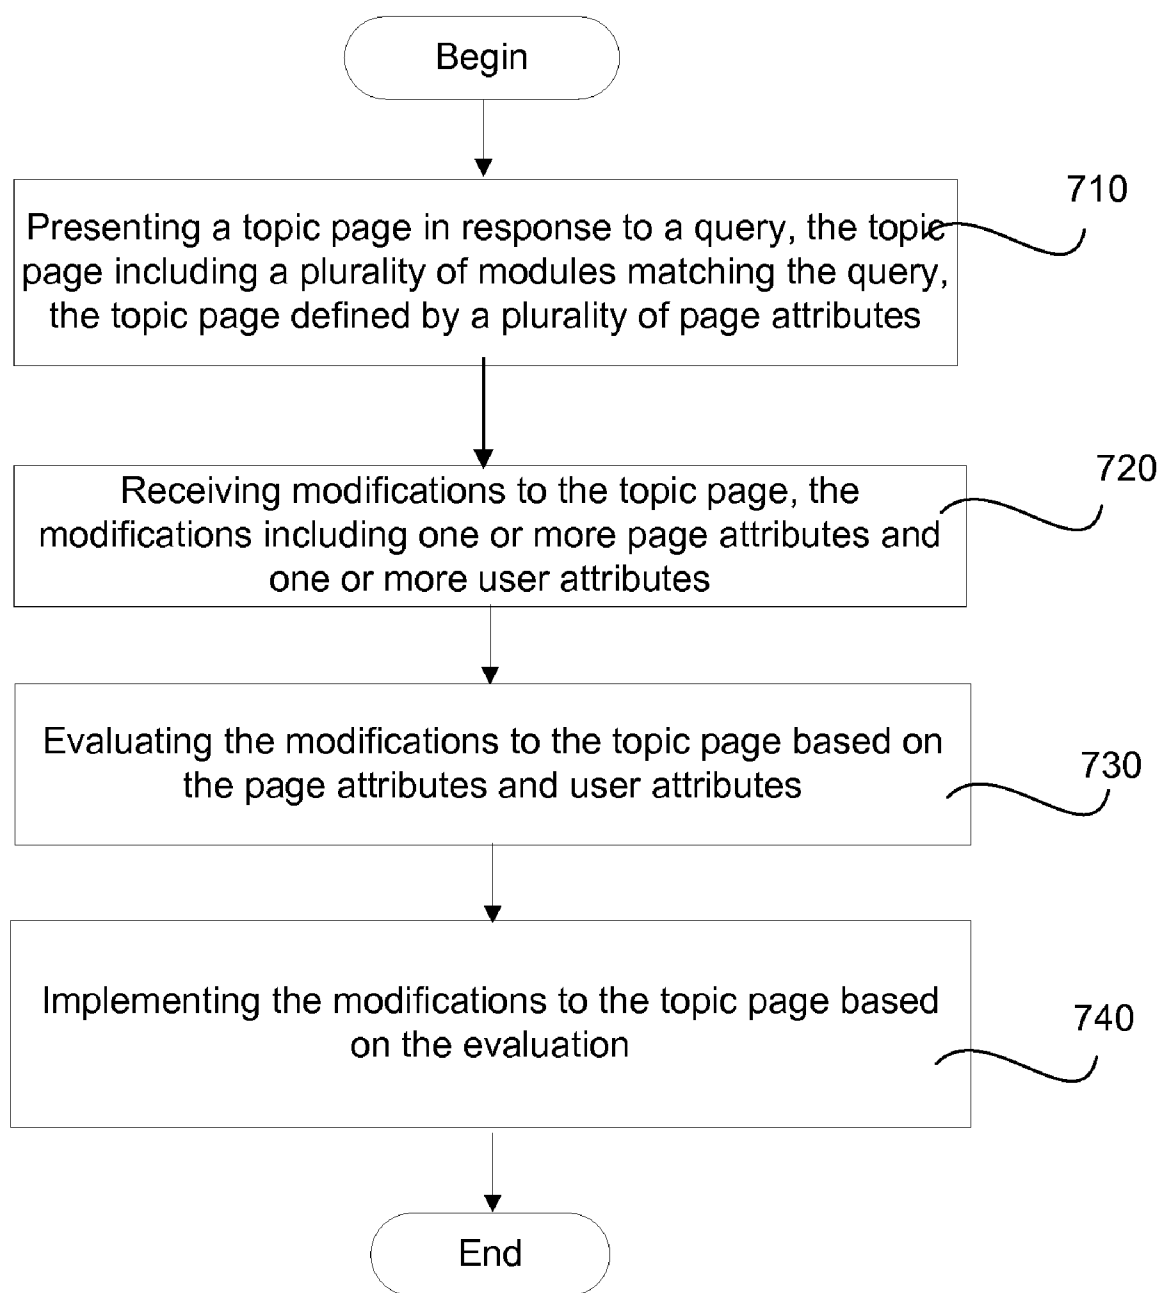 Begin
710
Presenting a topic page in response to a query, the topic
page including a plurality of modules matching the query,
the topic page defined by a plurality of page attributes
720
Receiving modifications to the topic page, the
modifications including one or more page attributes and
one or more user attributes
730
Evaluating the modifications to the topic page based on
the page attributes and user attributes
740
Implementing the modifications to the topic page based
on the evaluation
End